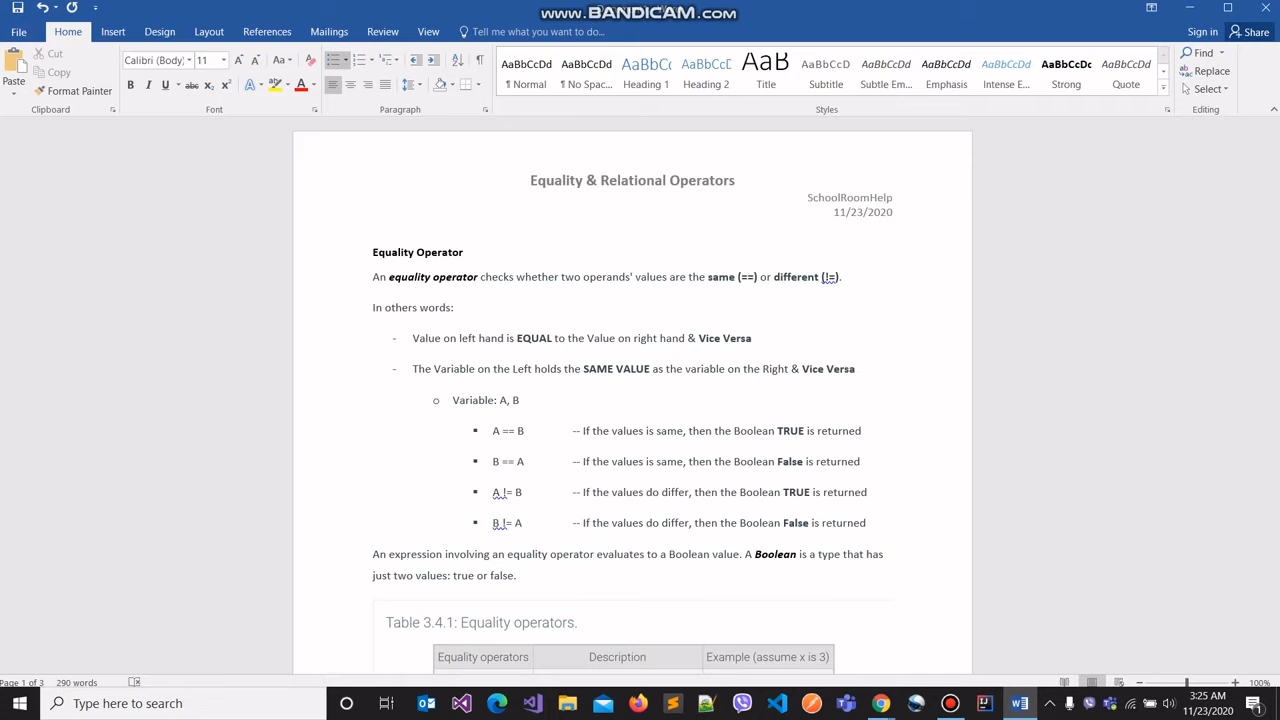 www.BANDICAM.com
File Home Insert Design Layout References Mailings Review View Tell me what you want to do... Sign in Share
Paste Cut Copy Format Painter
Calibri (Body) 11
AaBbCcDd AaBbCcDd AaBbCc AaBbCcD AaB AaBbCcD AaBbCcDd AaBbCcDd AaBbCcDd AaBbCcDc AaBbCcDd
¶ Normal ¶ No Spac... Heading 1 Heading 2 Title Subtitle Subtle Em... Emphasis Intense E... Strong Quote
Find
Replace
Select
Clipboard Font Paragraph Styles Editing
Equality & Relational Operators
SchoolRoomHelp
11/23/2020
Equality Operator
An equality operator checks whether two operands' values are the same (==) or different (!=).
In others words:
- Value on left hand is EQUAL to the Value on right hand & Vice Versa
- The Variable on the Left holds the SAME VALUE as the variable on the Right & Vice Versa
o Variable: A, B
▪ A == B -- If the values is same, then the Boolean TRUE is returned
▪ B == A -- If the values is same, then the Boolean False is returned
▪ A != B -- If the values do differ, then the Boolean TRUE is returned
▪ B != A -- If the values do differ, then the Boolean False is returned
An expression involving an equality operator evaluates to a Boolean value. A Boolean is a type that has
just two values: true or false.
Table 3.4.1: Equality operators.
Equality operators Description Example (assume x is 3)
Page 1 of 3 290 words 100%
Type here to search
3:25 AM
11/23/2020